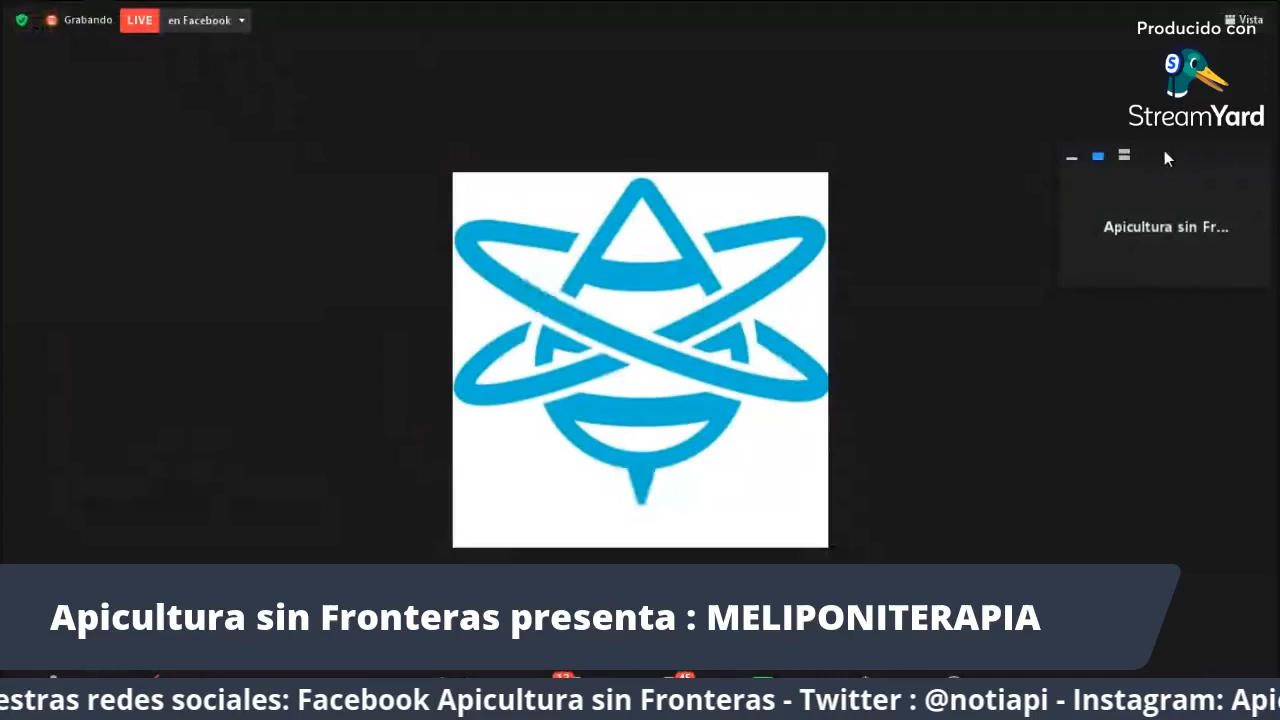 Grabando LIVE en Facebook
Vista
Producido con
S
StreamYard
Apicultura sin Fr...
Apicultura sin Fronteras presenta : MELIPONITERAPIA
estras redes sociales: Facebook Apicultura sin Fronteras - Twitter : @notiapi - Instagram: Api